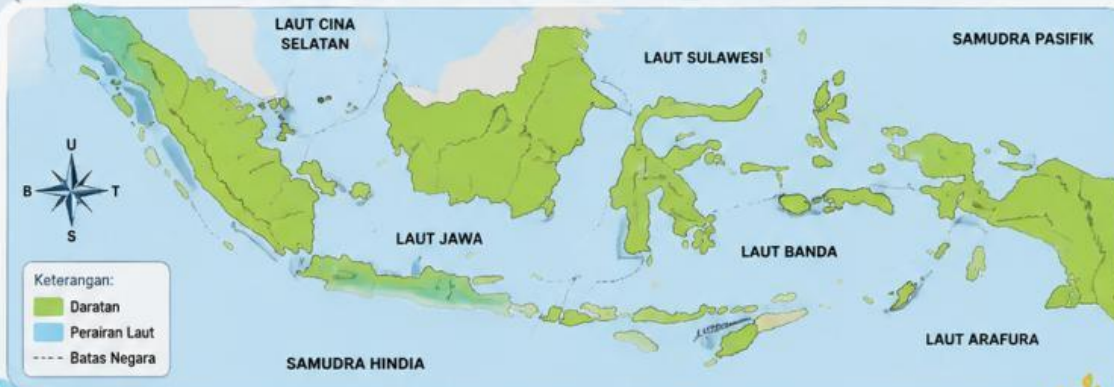 LAUT CINA
SELATAN
LAUT SULAWESI
SAMUDRA PASIFIK
U
B
T
S
LAUT JAWA
LAUT BANDA
Keterangan:
Daratan
Perairan Laut
Batas Negara
SAMUDRA HINDIA
LAUT ARAFURA